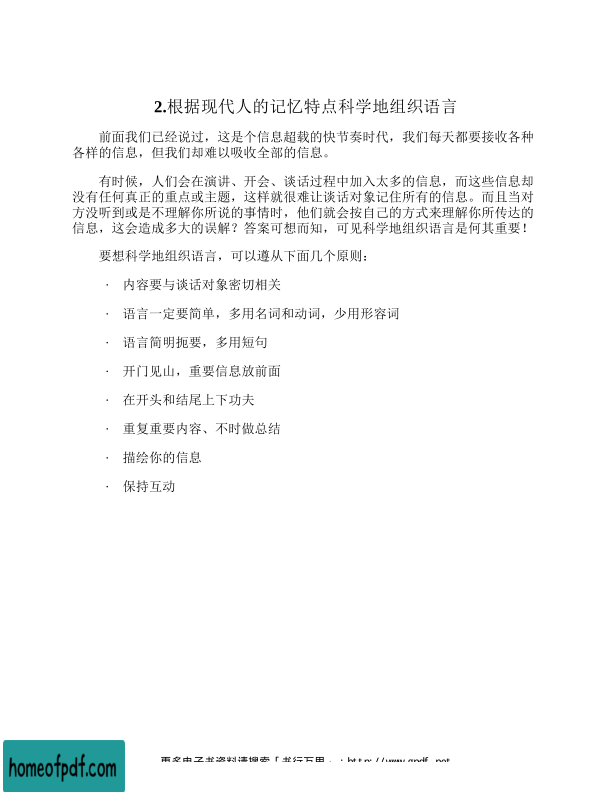 2.根据现代人的记忆特点科学地组织语言
前面我们已经说过，这是个信息超载的快节奏时代，我们每天都要接收各种
各样的信息，但我们却难以吸收全部的信息。
有时候，人们会在演讲、开会、谈话过程中加入太多的信息，而这些信息却
没有任何真正的重点或主题，这样就很难让谈话对象记住所有的信息。而且当对
方没听到或是不理解你所说的事情时，他们就会按自己的方式来理解你所传达的
信息，这会造成多大的误解？答案可想而知，可见科学地组织语言是何其重要！
要想科学地组织语言，可以遵从下面几个原则：
· 内容要与谈话对象密切相关
· 语言一定要简单，多用名词和动词，少用形容词
· 语言简明扼要，多用短句
· 开门见山，重要信息放前面
· 在开头和结尾上下功夫
· 重复重要内容、不时做总结
· 描绘你的信息
· 保持互动
更多电子书资料请搜索「书行万里」：
homeofpdf.com